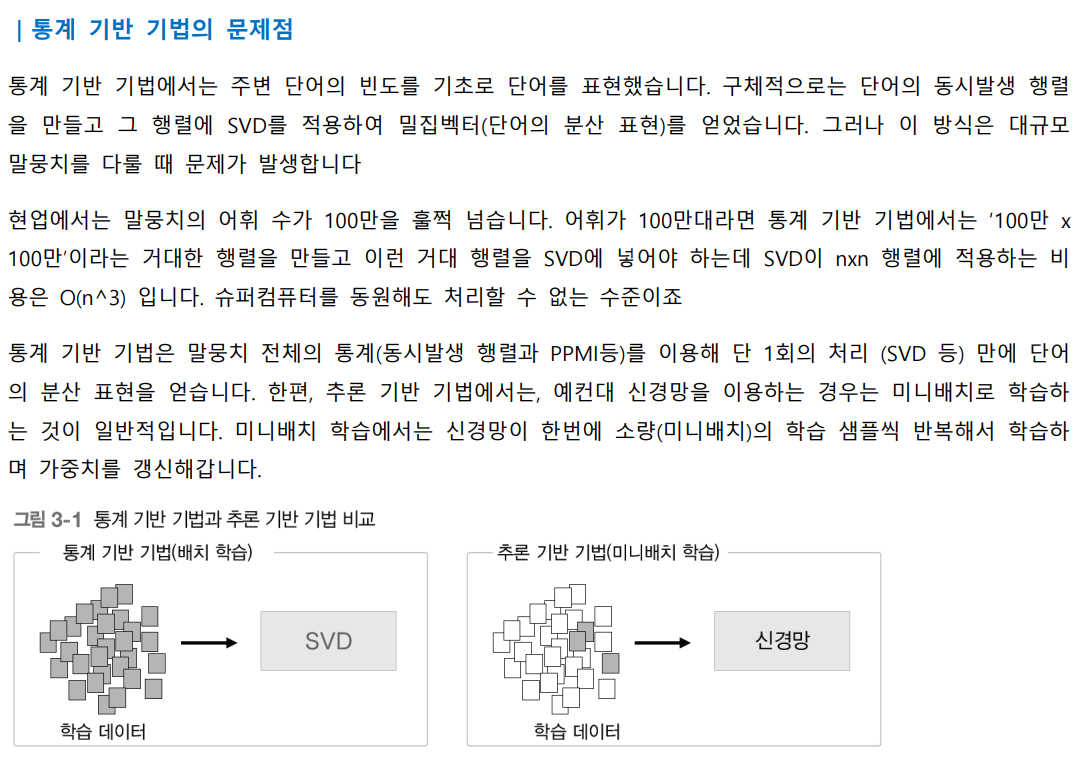 | 통계 기반 기법의 문제점
통계 기반 기법에서는 주변 단어의 빈도를 기초로 단어를 표현했습니다. 구체적으로는 단어의 동시발생 행렬
을 만들고 그 행렬에 SVD를 적용하여 밀집벡터(단어의 분산 표현)를 얻었습니다. 그러나 이 방식은 대규모
말뭉치를 다룰 때 문제가 발생합니다
현업에서는 말뭉치의 어휘 수가 100만을 훌쩍 넘습니다. 어휘가 100만대라면 통계 기반 기법에서는 '100만 x
100만'이라는 거대한 행렬을 만들고 이런 거대 행렬을 SVD에 넣어야 하는데 SVD이 nxn 행렬에 적용하는 비
용은 O(n^3) 입니다. 슈퍼컴퓨터를 동원해도 처리할 수 없는 수준이죠
통계 기반 기법은 말뭉치 전체의 통계(동시발생 행렬과 PPMI등)를 이용해 단 1회의 처리 (SVD 등) 만에 단어
의 분산 표현을 얻습니다. 한편, 추론 기반 기법에서는, 예컨대 신경망을 이용하는 경우는 미니배치로 학습하
는 것이 일반적입니다. 미니배치 학습에서는 신경망이 한번에 소량(미니배치)의 학습 샘플씩 반복해서 학습하
며 가중치를 갱신해갑니다.
그림 3-1 통계 기반 기법과 추론 기반 기법 비교
통계 기반 기법(배치 학습)
SVD
학습 데이터
추론 기반 기법(미니배치 학습)
신경망
학습 데이터